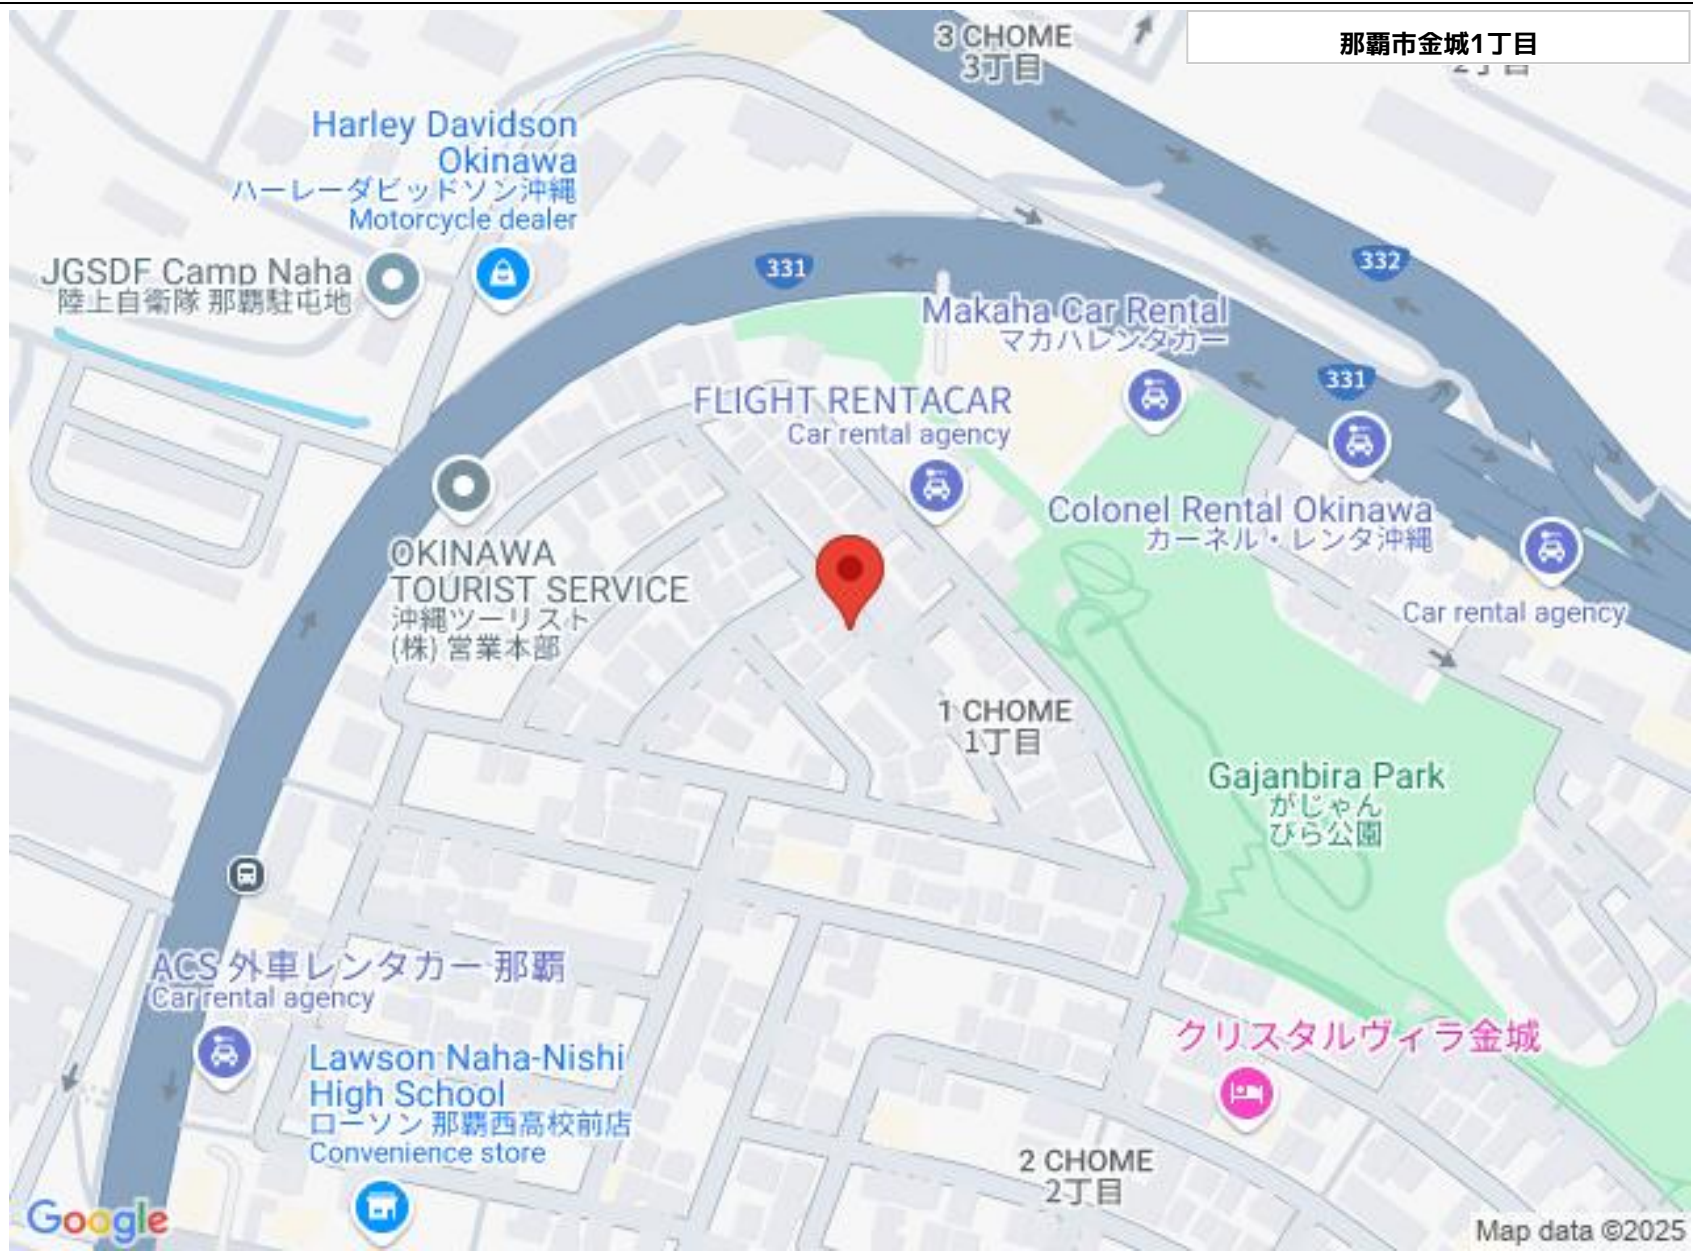 3 CHOME
3丁目
那覇市金城1丁目
Harley Davidson
Okinawa
ハーレーダビッドソン沖縄
Motorcycle dealer
JGSDF Camp Naha
陸上自衛隊 那覇駐屯地
331
332
Makaha Car Rental
マカハレンタカー
331
FLIGHT RENTACAR
Car rental agency
Colonel Rental Okinawa
カーネル・レンタ沖縄
OKINAWA
TOURIST SERVICE
沖縄ツーリスト
(株) 営業本部
Car rental agency
1 CHOME
1丁目
Gajanbira Park
がじゃん
びら公園
ACS 外車レンタカー 那覇
Car rental agency
クリスタルヴィラ金城
Lawson Naha-Nishi
High School
ローソン 那覇西高校前店
Convenience store
2 CHOME
2丁目
Google
Map data ©2025